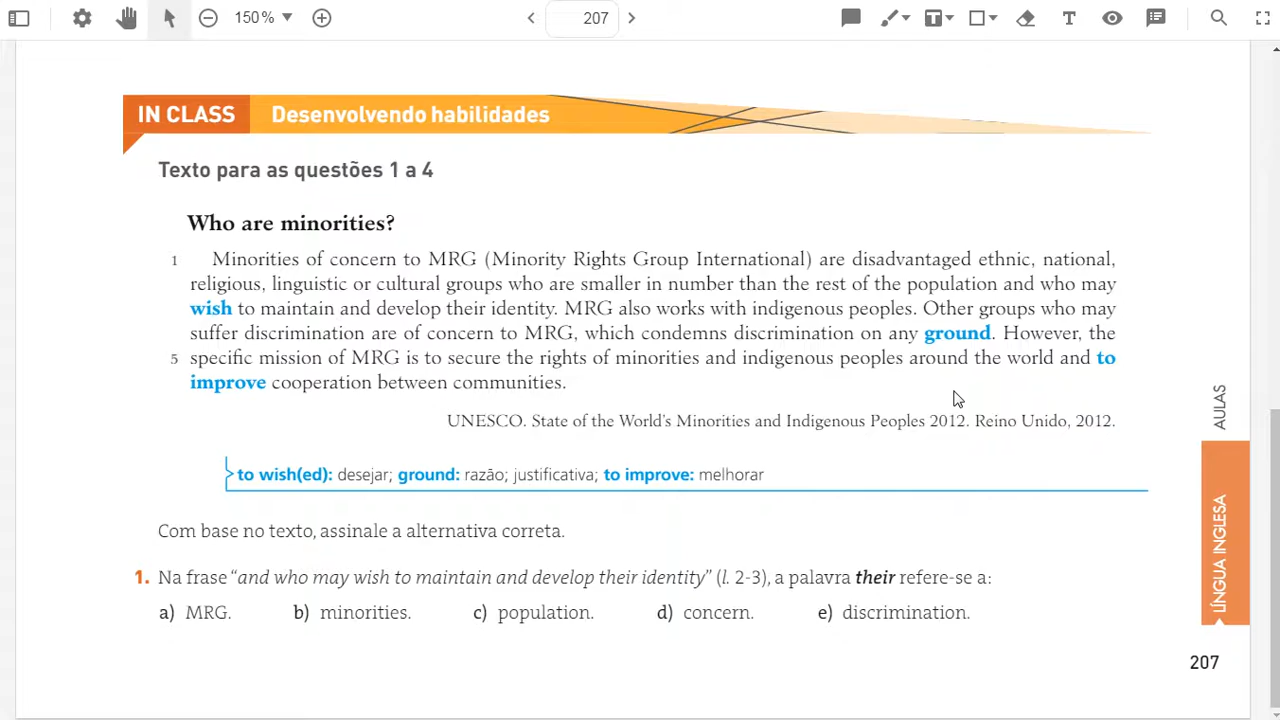 150%
207
IN CLASS Desenvolvendo habilidades
Texto para as questões 1 a 4
Who are minorities?
1 Minorities of concern to MRG (Minority Rights Group International) are disadvantaged ethnic, national,
religious, linguistic or cultural groups who are smaller in number than the rest of the population and who may
wish to maintain and develop their identity. MRG also works with indigenous peoples. Other groups who may
suffer discrimination are of concern to MRG, which condemns discrimination on any ground. However, the
5 specific mission of MRG is to secure the rights of minorities and indigenous peoples around the world and to
improve cooperation between communities.
UNESCO. State of the World's Minorities and Indigenous Peoples 2012. Reino Unido, 2012.
to wish(ed): desejar; ground: razão; justificativa; to improve: melhorar
Com base no texto, assinale a alternativa correta.
1. Na frase “and who may wish to maintain and develop their identity” (l. 2-3), a palavra their refere-se a:
a) MRG. b) minorities. c) population. d) concern. e) discrimination.
AULAS
LÍNGUA INGLESA
207